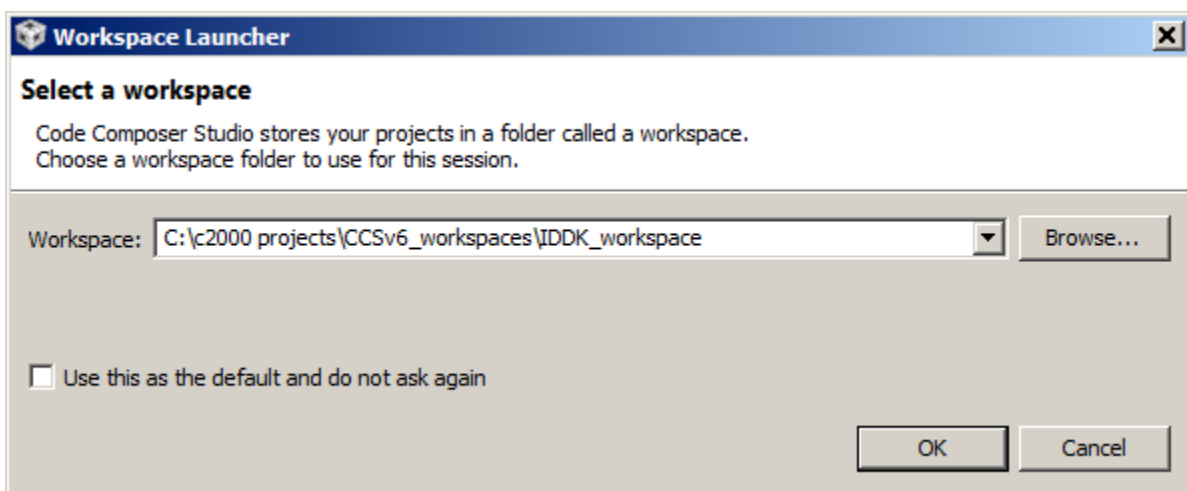 Workspace Launcher
Select a workspace
Code Composer Studio stores your projects in a folder called a workspace.
Choose a workspace folder to use for this session.
Workspace: C:\c2000 projects\CCSv6_workspaces\IDDK_workspace Browse...
Use this as the default and do not ask again
OK Cancel